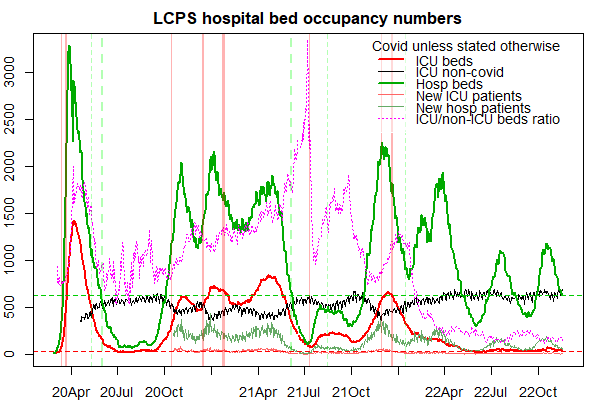 LCPS hospital bed occupancy numbers
Covid unless stated otherwise
ICU beds
ICU non-covid
Hosp beds
New ICU patients
New hosp patients
ICU/non-ICU beds ratio
3000
2500
2000
1500
1000
500
0
20Apr 20Jul 20Oct 21Apr 21Jul 21Oct 22Apr 22Jul 22Oct